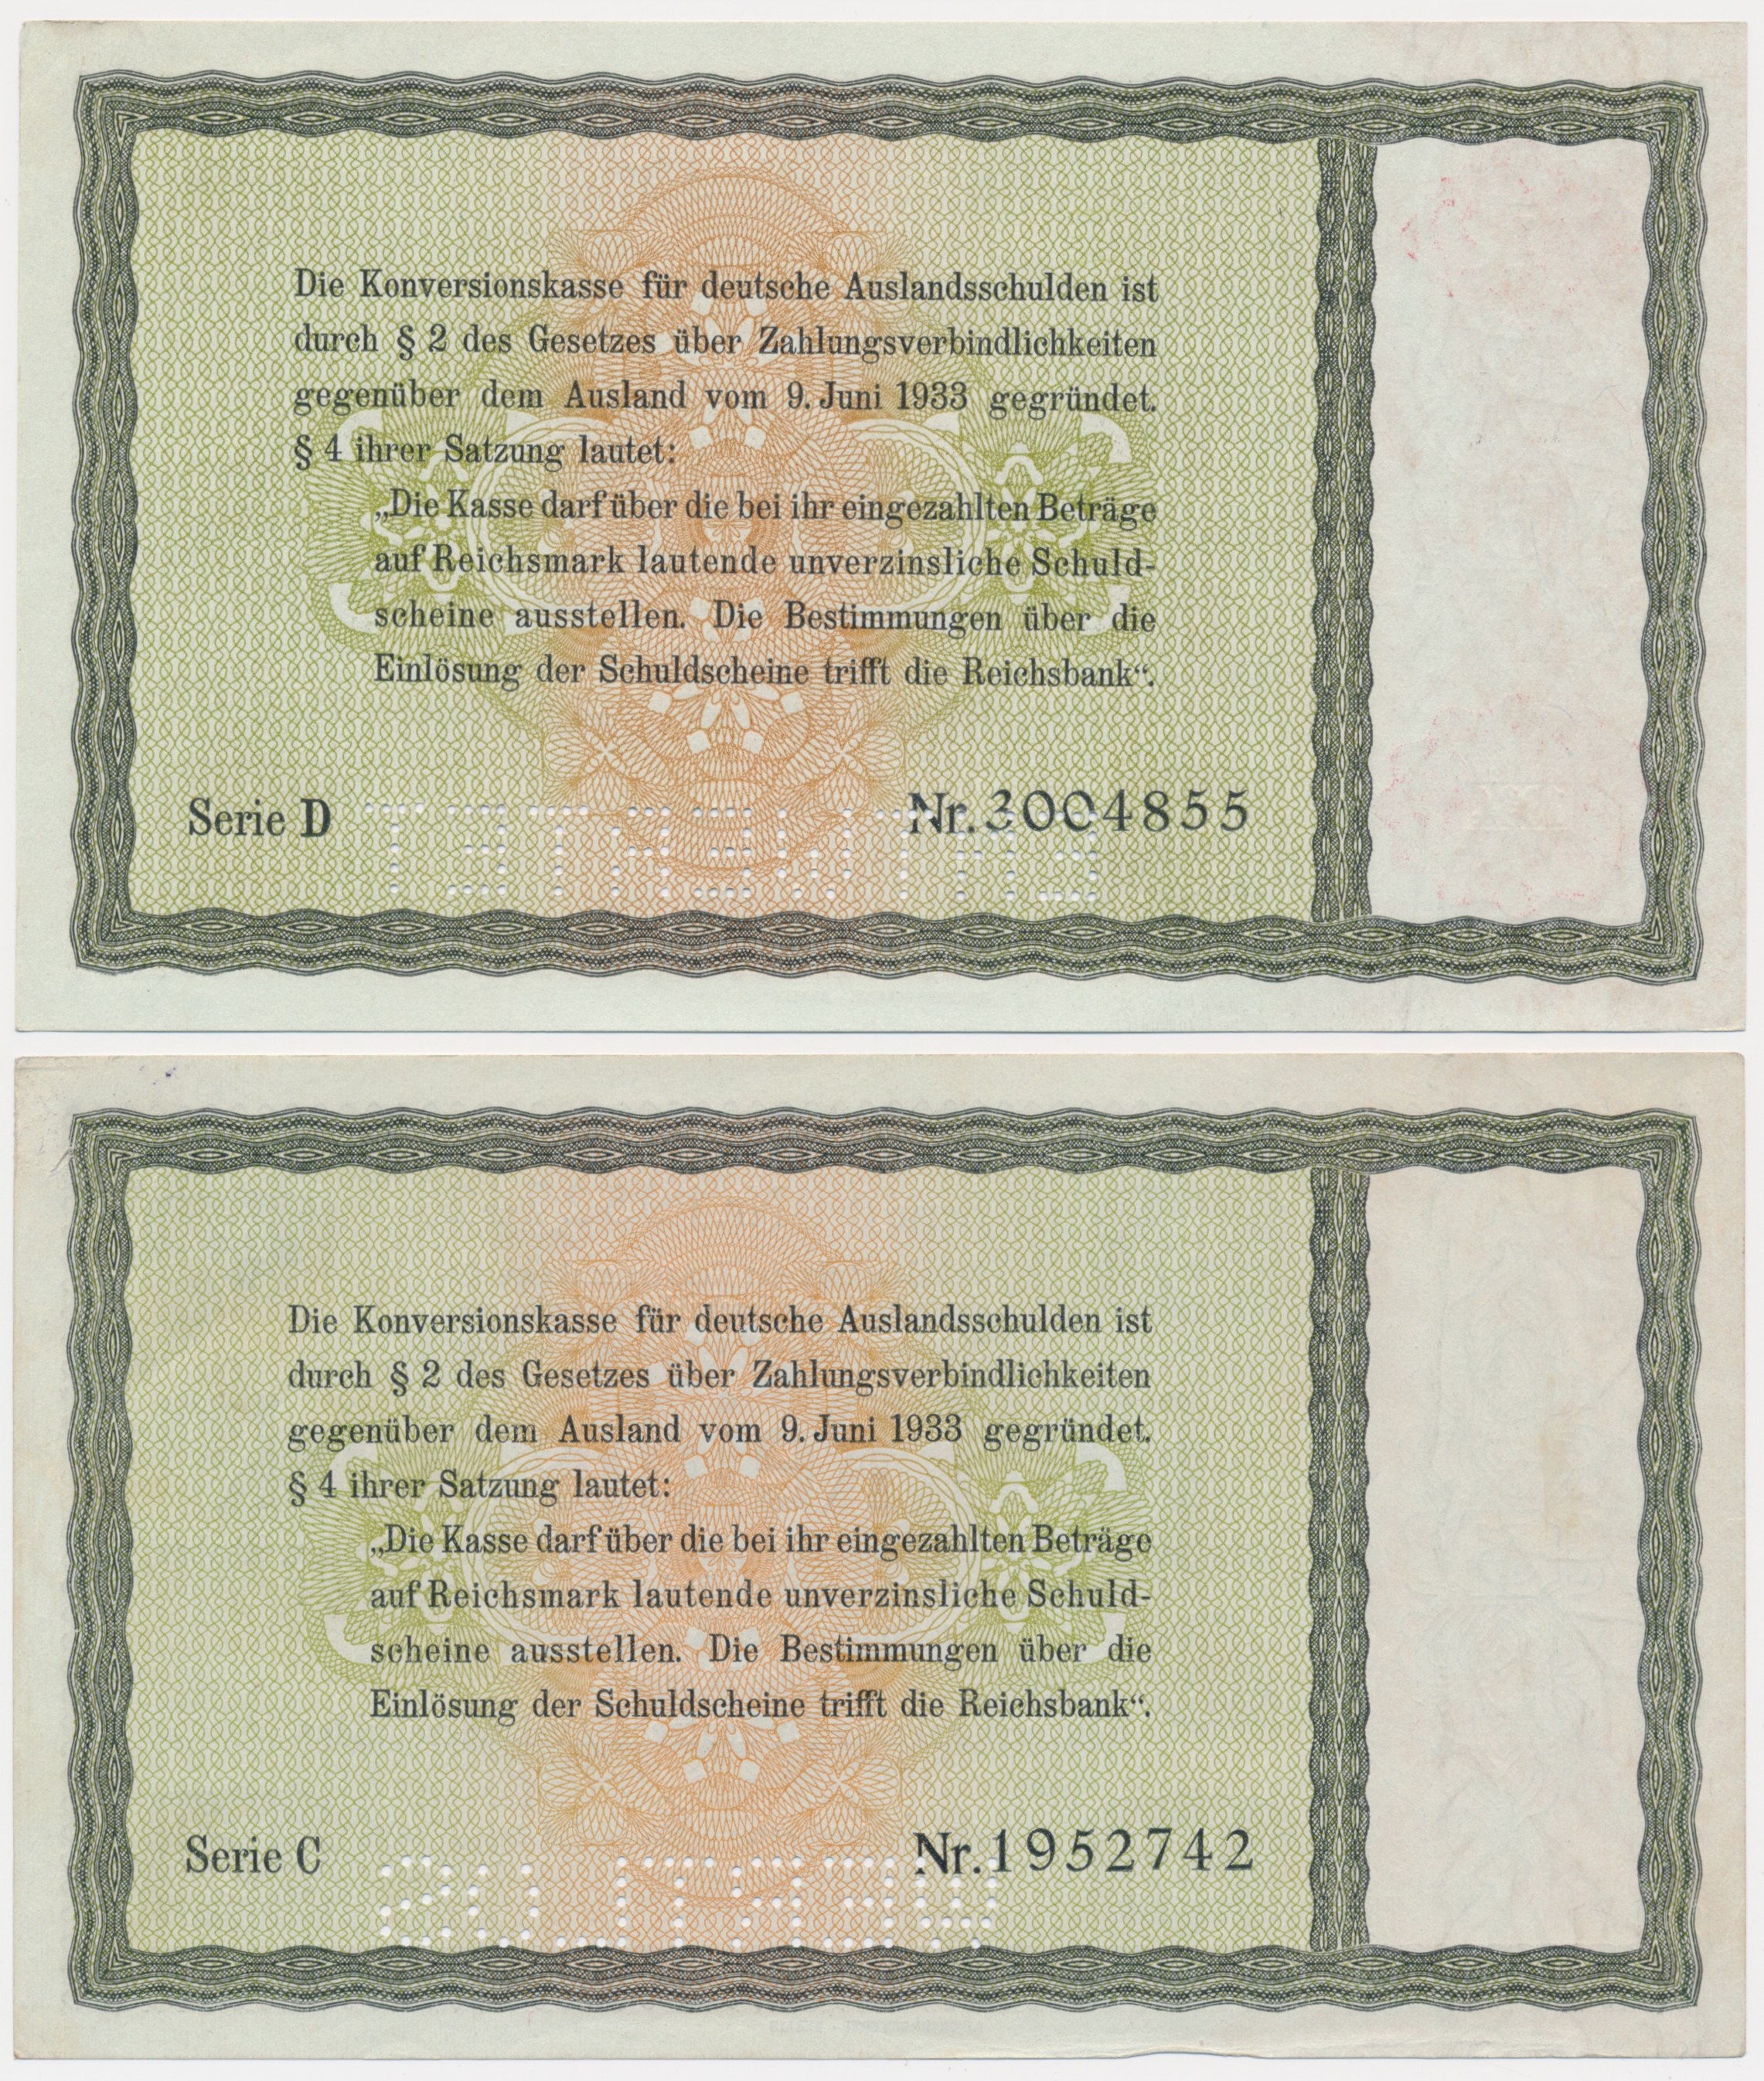 Die Konversionskasse für deutsche Auslandsschulden ist
durch § 2 des Gesetzes über Zahlungsverbindlichkeiten
gegenüber dem Ausland vom 9. Juni 1933 gegründet.
§ 4 ihrer Satzung lautet:
„Die Kasse darf über die bei ihr eingezahlten Beträge
auf Reichsmark lautende unverzinsliche Schuld-
scheine ausstellen. Die Bestimmungen über die
Einlösung der Schuldscheine trifft die Reichsbank“.
Serie D Nr. 3004855
Die Konversionskasse für deutsche Auslandsschulden ist
durch § 2 des Gesetzes über Zahlungsverbindlichkeiten
gegenüber dem Ausland vom 9. Juni 1933 gegründet.
§ 4 ihrer Satzung lautet:
„Die Kasse darf über die bei ihr eingezahlten Beträge
auf Reichsmark lautende unverzinsliche Schuld-
scheine ausstellen. Die Bestimmungen über die
Einlösung der Schuldscheine trifft die Reichsbank“.
Serie C Nr. 1952742